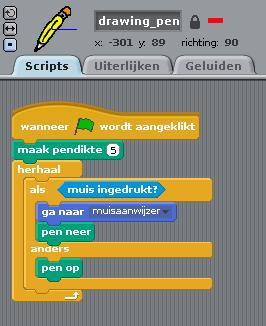 drawing_pen
x: -301 y: 89 richting: 90
Scripts Uiterlijken Geluiden
wanneer wordt aangeklikt
maak pendikte 5
herhaal
als muis ingedrukt?
ga naar muisaanwijzer
pen neer
anders
pen op